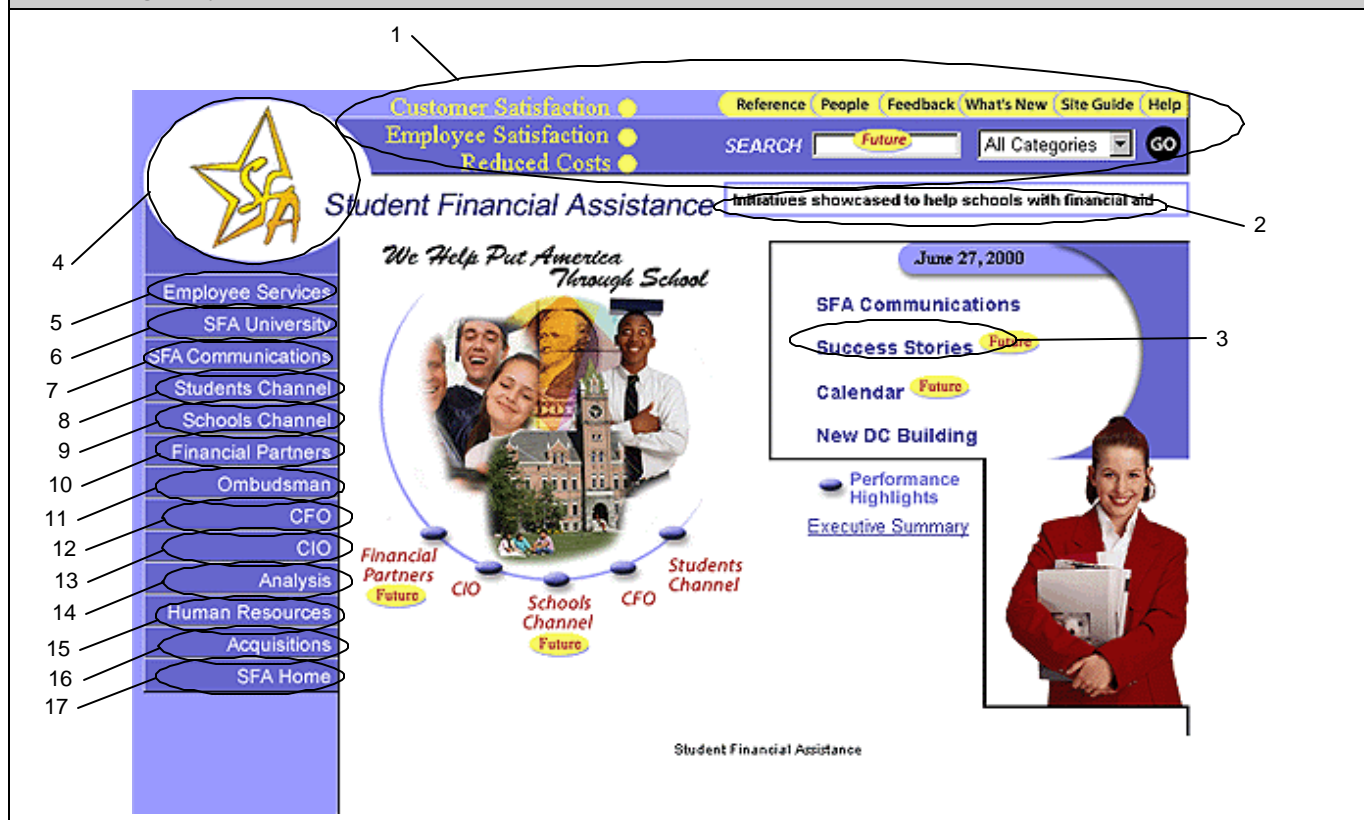 1
Customer Satisfaction
Employee Satisfaction
Reduced Costs
Reference People Feedback What's New Site Guide Help
SEARCH Future All Categories GO
SFA
Student Financial Assistance
Initiatives showcased to help schools with financial aid
2
4
We Help Put America
Through School
June 27, 2000
SFA Communications
Success Stories Future
3
Calendar Future
New DC Building
Performance
Highlights
Executive Summary
5 Employee Services
6 SFA University
7 SFA Communications
8 Students Channel
9 Schools Channel
10 Financial Partners
11 Ombudsman
12 CFO
13 CIO
14 Analysis
15 Human Resources
16 Acquisitions
17 SFA Home
Financial
Partners
Future
CIO
Schools
Channel
Future
CFO
Students
Channel
Student Financial Assistance